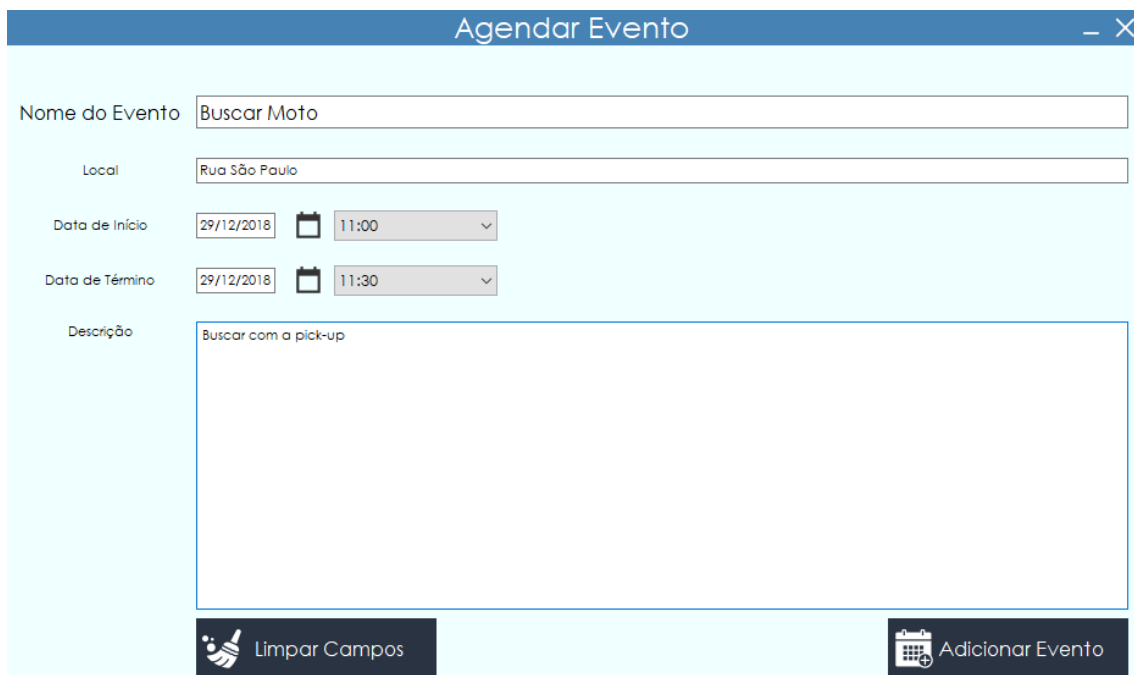 Agendar Evento
Nome do Evento Buscar Moto
Local Rua São Paulo
Data de Início 29/12/2018 11:00
Data de Término 29/12/2018 11:30
Descrição Buscar com a pick-up
Limpar Campos Adicionar Evento